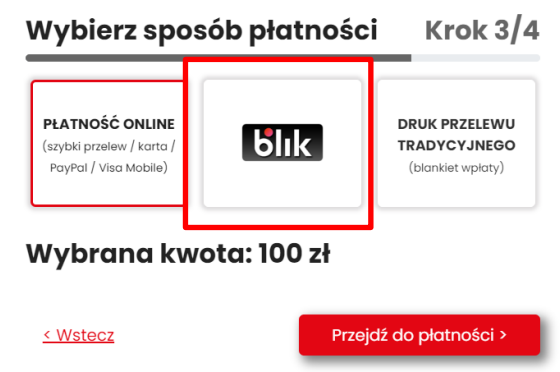 Wybierz sposób płatności
Krok 3/4
PŁATNOŚĆ ONLINE
(szybki przelew / karta /
PayPal / Visa Mobile)
blik
DRUK PRZELEWU
TRADYCYJNEGO
(blankiet wpłaty)
Wybrana kwota: 100 zł
< Wstecz
Przejdź do płatności >